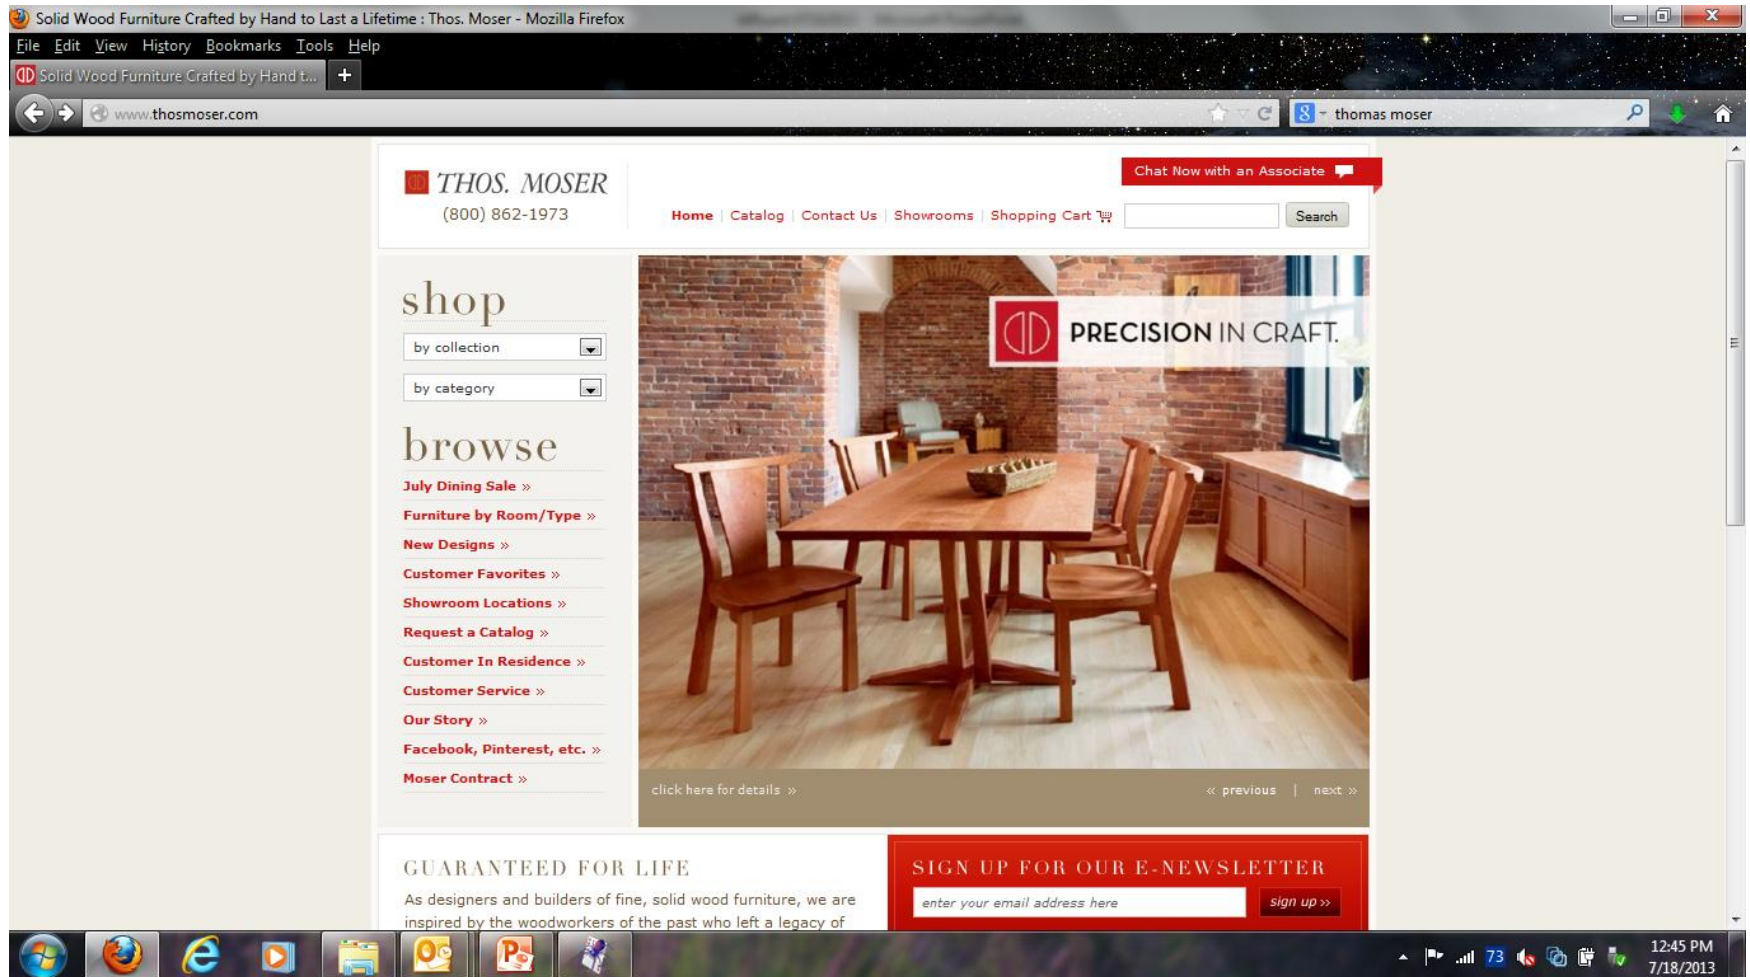 Solid Wood Furniture Crafted by Hand to Last a Lifetime : Thos. Moser - Mozilla Firefox
File Edit View History Bookmarks Tools Help
Solid Wood Furniture Crafted by Hand t... +
www.thosmoser.com
8 thomas moser
Chat Now with an Associate
THOS. MOSER
(800) 862-1973
Home | Catalog | Contact Us | Showrooms | Shopping Cart
Search
shop
by collection
by category
browse
July Dining Sale »
Furniture by Room/Type »
New Designs »
Customer Favorites »
Showroom Locations »
Request a Catalog »
Customer In Residence »
Customer Service »
Our Story »
Facebook, Pinterest, etc. »
Moser Contract »
PRECISION IN CRAFT.
click here for details »
« previous | next »
GUARANTEED FOR LIFE
As designers and builders of fine, solid wood furniture, we are
inspired by the woodworkers of the past who left a legacy of
SIGN UP FOR OUR E-NEWSLETTER
enter your email address here
sign up »
73
12:45 PM
7/18/2013